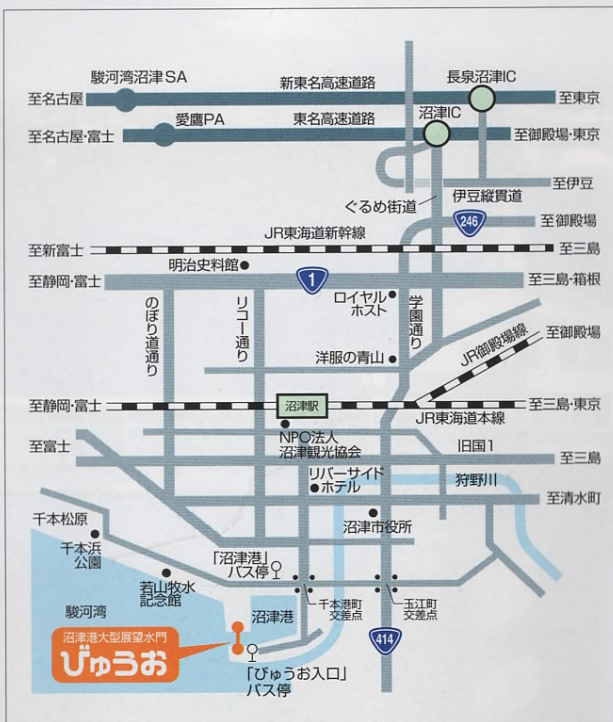 駿河湾沼津SA
長泉沼津IC
新東名高速道路
至名古屋
至東京
愛鷹PA
東名高速道路
沼津IC
至名古屋・富士
至御殿場・東京
至伊豆
伊豆縦貫道
ぐるめ街道
246
至御殿場
JR東海道新幹線
至新富士
至三島
明治史料館
至静岡・富士
1
至三島・箱根
のぼり道通り
リコー通り
ロイヤル
ホスト
学園通り
至御殿場
JR御殿場線
洋服の青山
至静岡・富士
沼津駅
至三島・東京
JR東海道本線
NPO法人
沼津観光協会
旧国1
至富士
至三島
リバーサイド
ホテル
狩野川
至清水町
沼津市役所
千本松原
千本浜
公園
「沼津港」
バス停
若山牧水
記念館
千本港町
交差点
玉江町
交差点
駿河湾
沼津港
沼津港大型展望水門
びゅうお
414
「びゅうお入口」
バス停